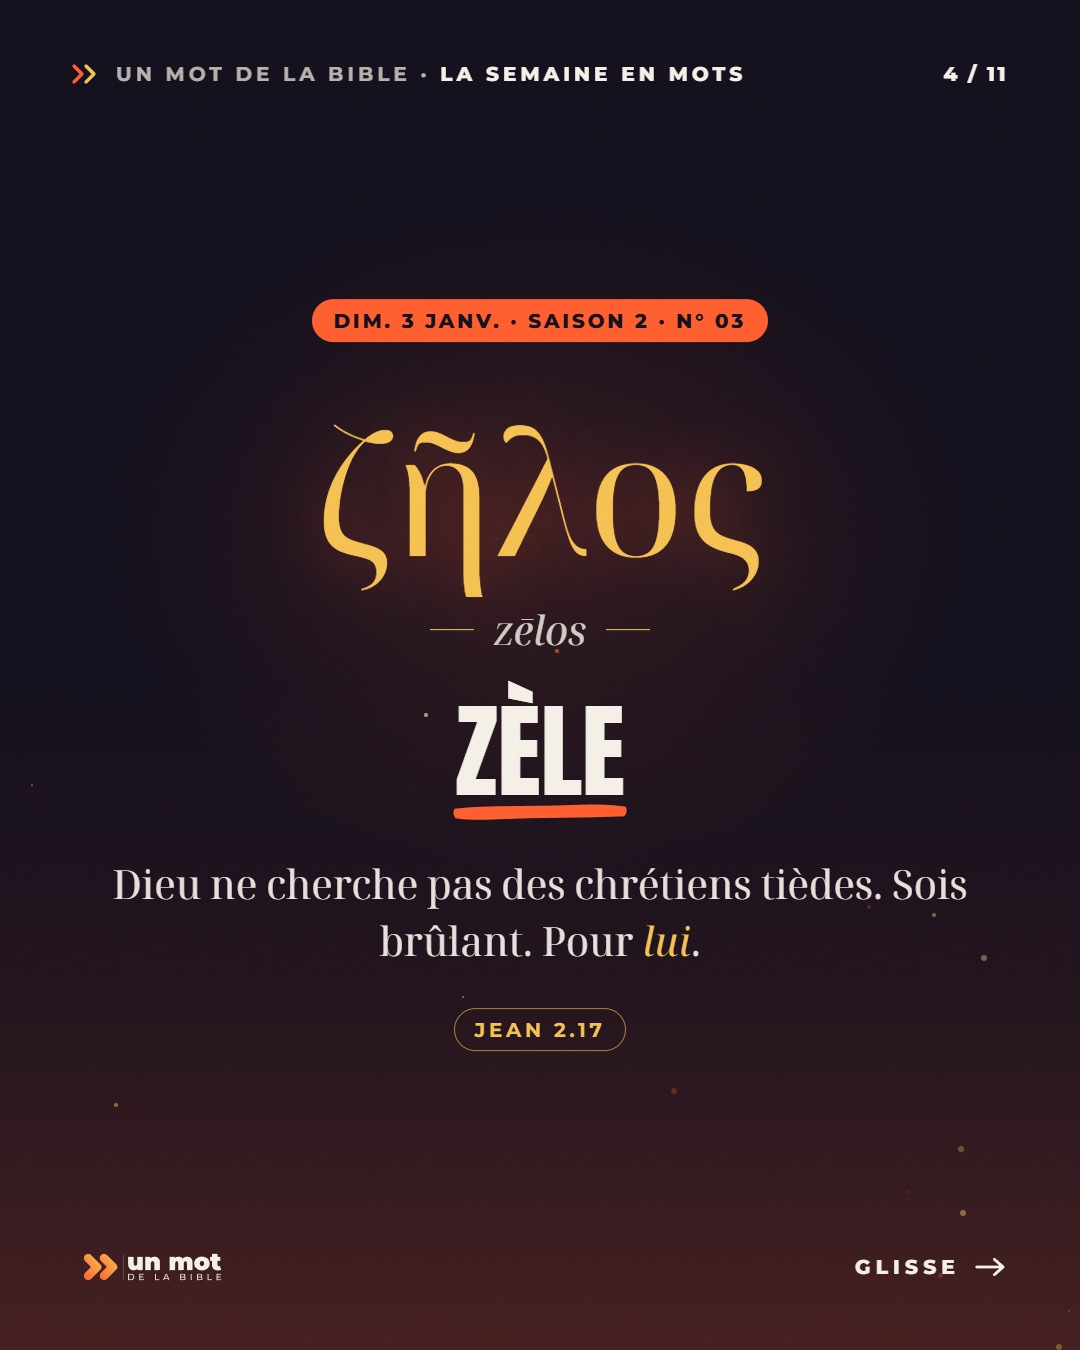 UN MOT DE LA BIBLE · LA SEMAINE EN MOTS
4 / 11
DIM. 3 JANV. · SAISON 2 · N° 03
ζῆλος
zēlos
ZÈLE
Dieu ne cherche pas des chrétiens tièdes. Sois
brûlant. Pour lui.
JEAN 2.17
un mot
DE LA BIBLE
GLISSE →